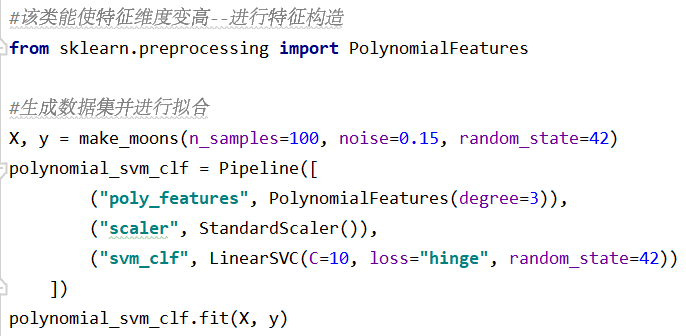 #该类能使特征维度变高--进行特征构造
from sklearn.preprocessing import PolynomialFeatures
#生成数据集并进行拟合
X, y = make_moons(n_samples=100, noise=0.15, random_state=42)
polynomial_svm_clf = Pipeline([
("poly_features", PolynomialFeatures(degree=3)),
("scaler", StandardScaler()),
("svm_clf", LinearSVC(C=10, loss="hinge", random_state=42))
])
polynomial_svm_clf.fit(X, y)